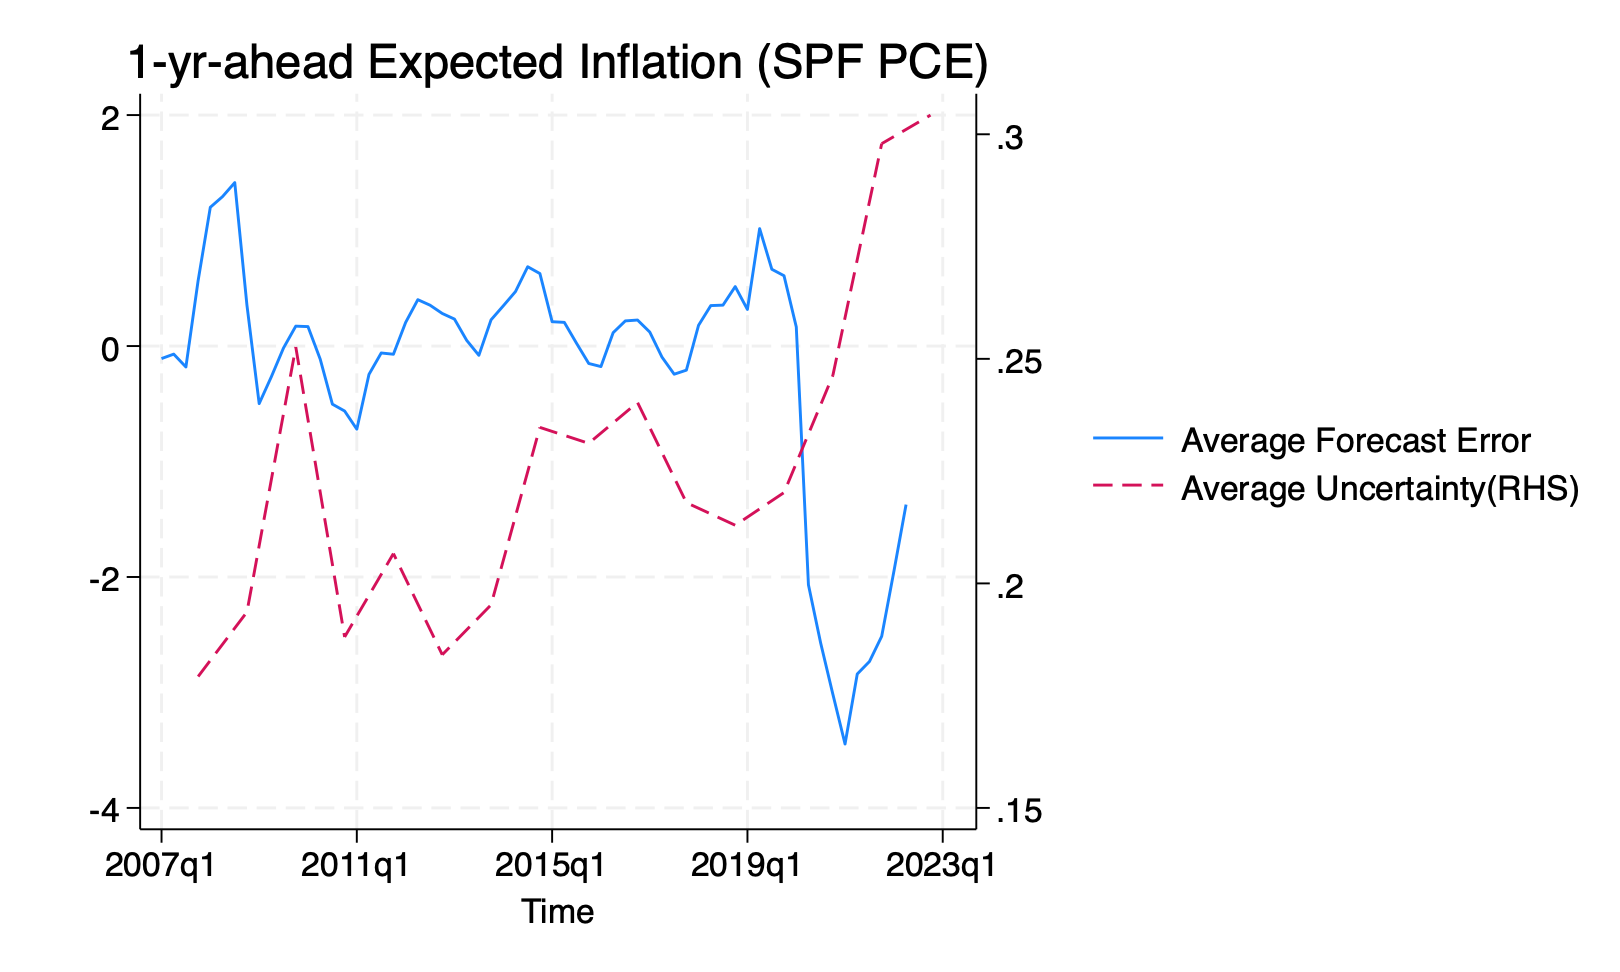 1-yr-ahead Expected Inflation (SPF PCE)
2
0
-2
-4
.3
.25
.2
.15
2007q1 2011q1 2015q1 2019q1 2023q1
Time
Average Forecast Error
Average Uncertainty(RHS)